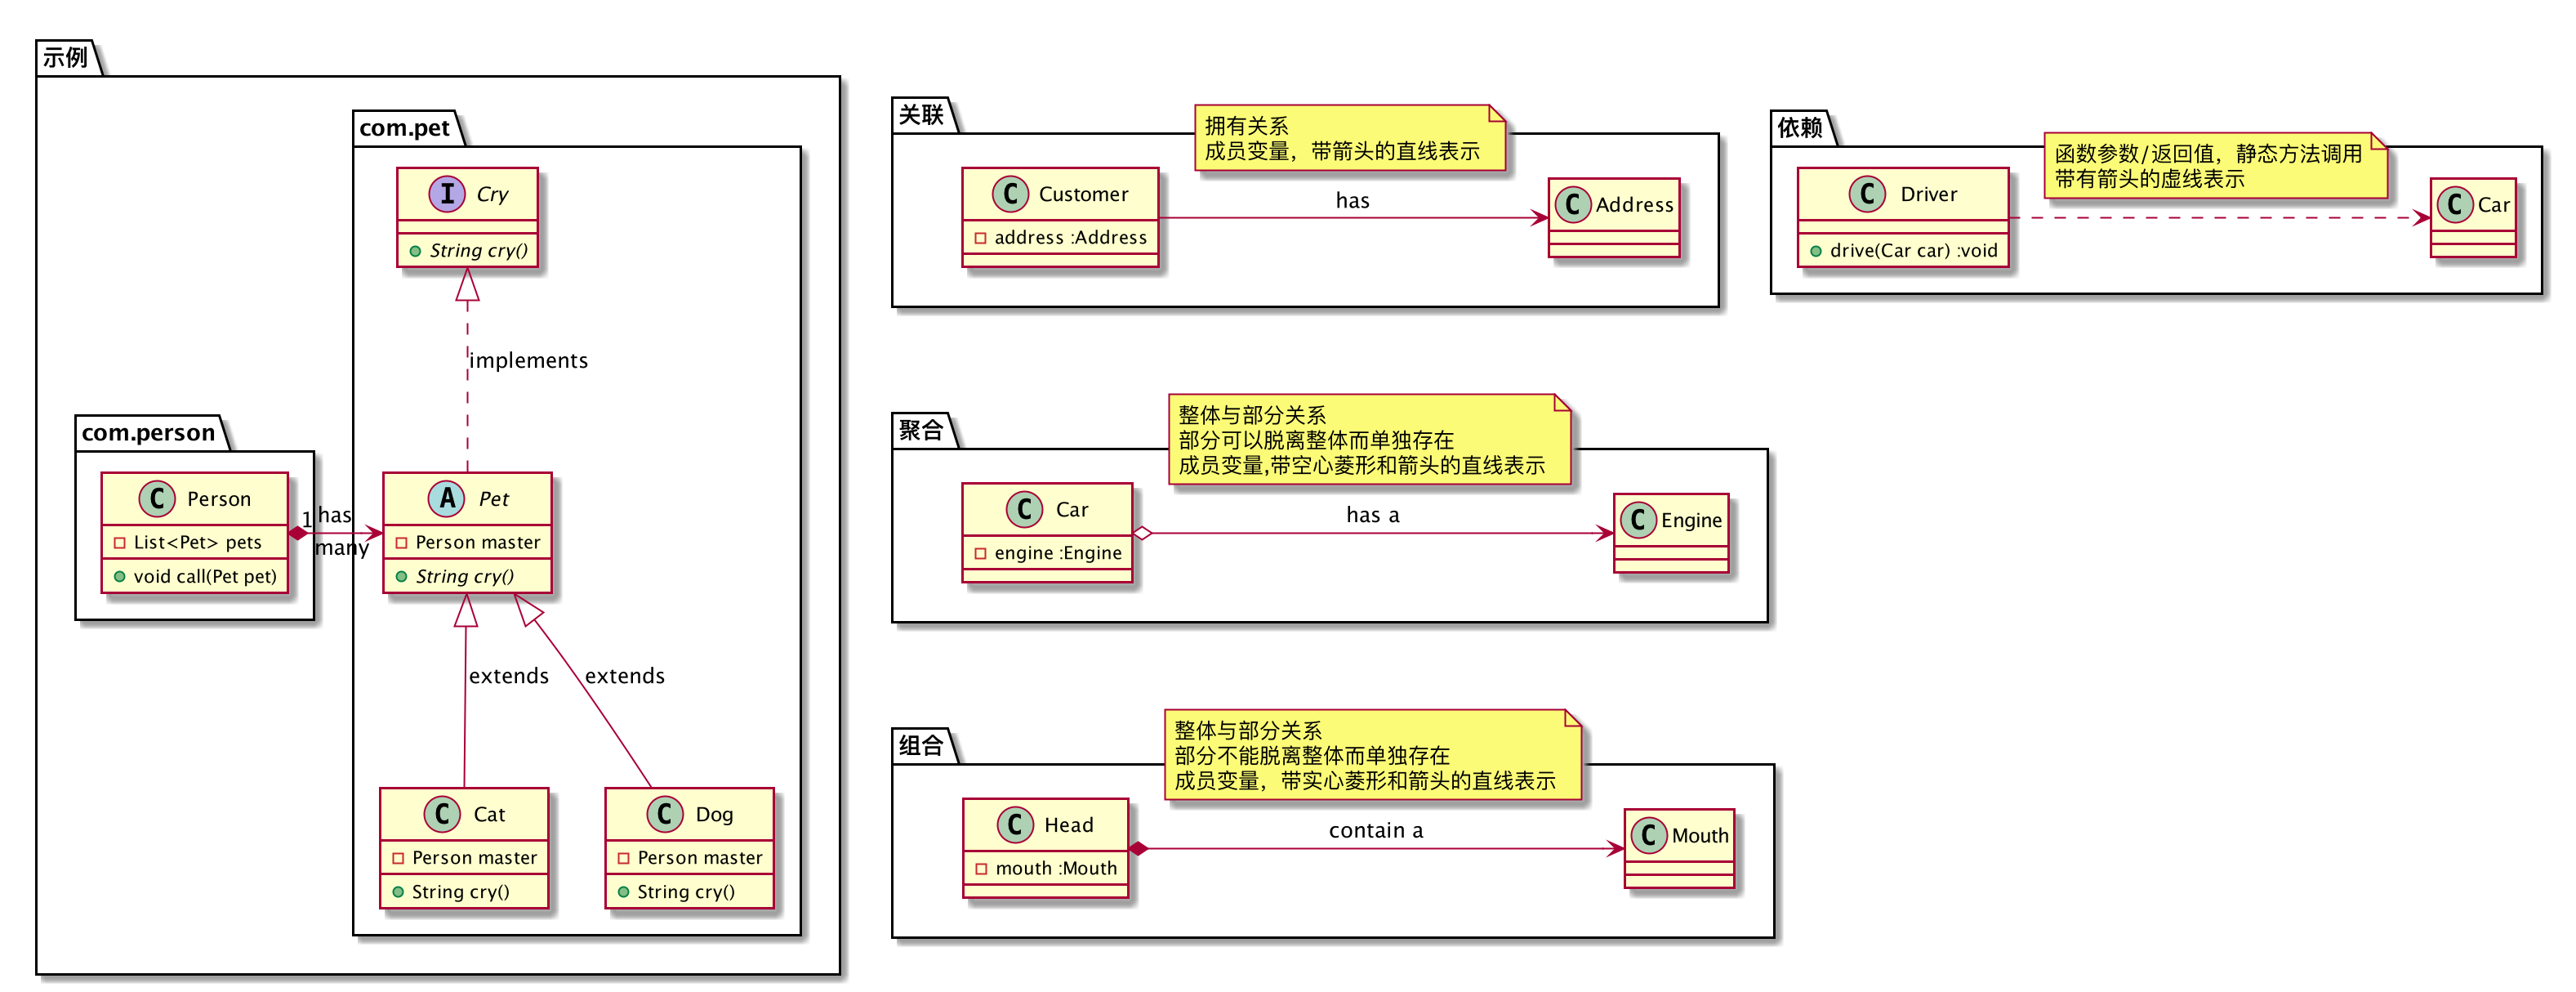 示例
com.pet
I Cry
String cry()
implements
com.person
C Person
List<Pet> pets
void call(Pet pet)
1
has
many
A Pet
Person master
String cry()
extends
extends
C Cat
Person master
String cry()
C Dog
Person master
String cry()
关联
拥有关系
成员变量，带箭头的直线表示
C Customer
address :Address
has
C Address
依赖
函数参数/返回值，静态方法调用
带有箭头的虚线表示
C Driver
drive(Car car) :void
C Car
聚合
整体与部分关系
部分可以脱离整体而单独存在
成员变量,带空心菱形和箭头的直线表示
C Car
engine :Engine
has a
C Engine
组合
整体与部分关系
部分不能脱离整体而单独存在
成员变量，带实心菱形和箭头的直线表示
C Head
mouth :Mouth
contain a
C Mouth